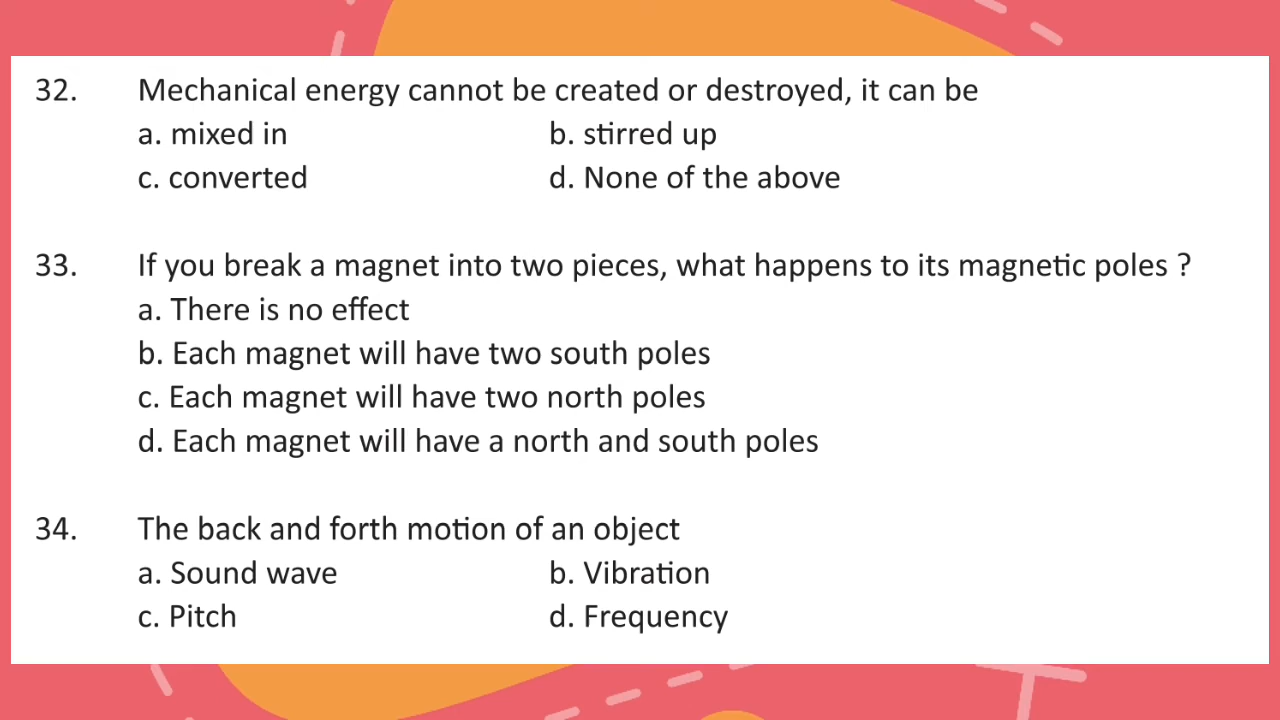 32. Mechanical energy cannot be created or destroyed, it can be
a. mixed in b. stirred up
c. converted d. None of the above
33. If you break a magnet into two pieces, what happens to its magnetic poles ?
a. There is no effect
b. Each magnet will have two south poles
c. Each magnet will have two north poles
d. Each magnet will have a north and south poles
34. The back and forth motion of an object
a. Sound wave b. Vibration
c. Pitch d. Frequency